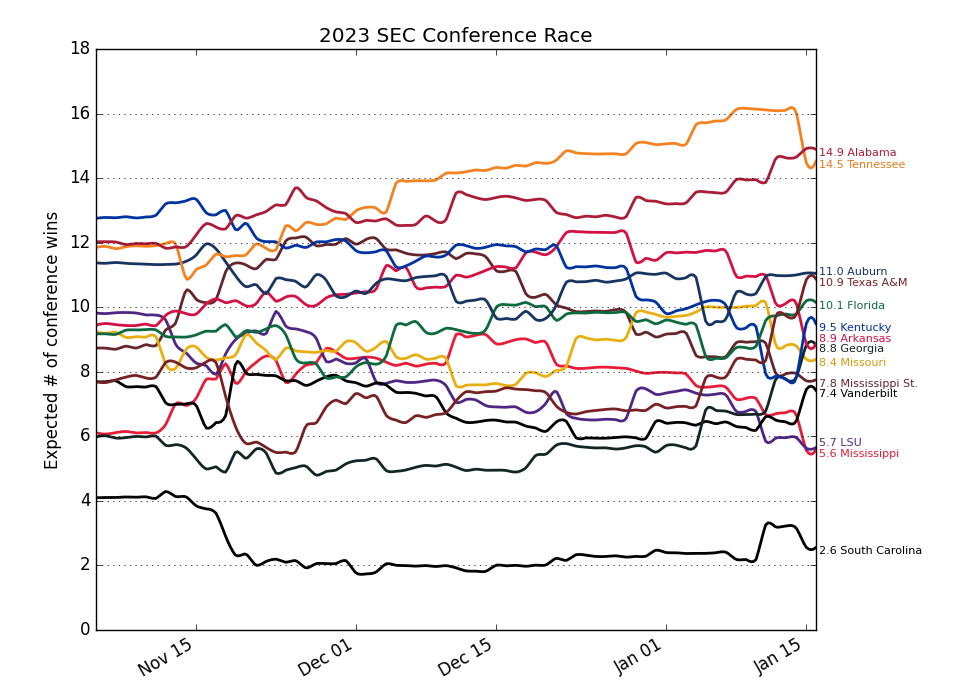 2023 SEC Conference Race
Expected # of conference wins
18
16
14
12
10
8
6
4
2
0
14.9 Alabama
14.5 Tennessee
11.0 Auburn
10.9 Texas A&M
10.1 Florida
9.5 Kentucky
8.9 Arkansas
8.8 Georgia
8.4 Missouri
7.8 Mississippi St.
7.4 Vanderbilt
5.7 LSU
5.6 Mississippi
2.6 South Carolina
Nov 15
Dec 01
Dec 15
Jan 01
Jan 15